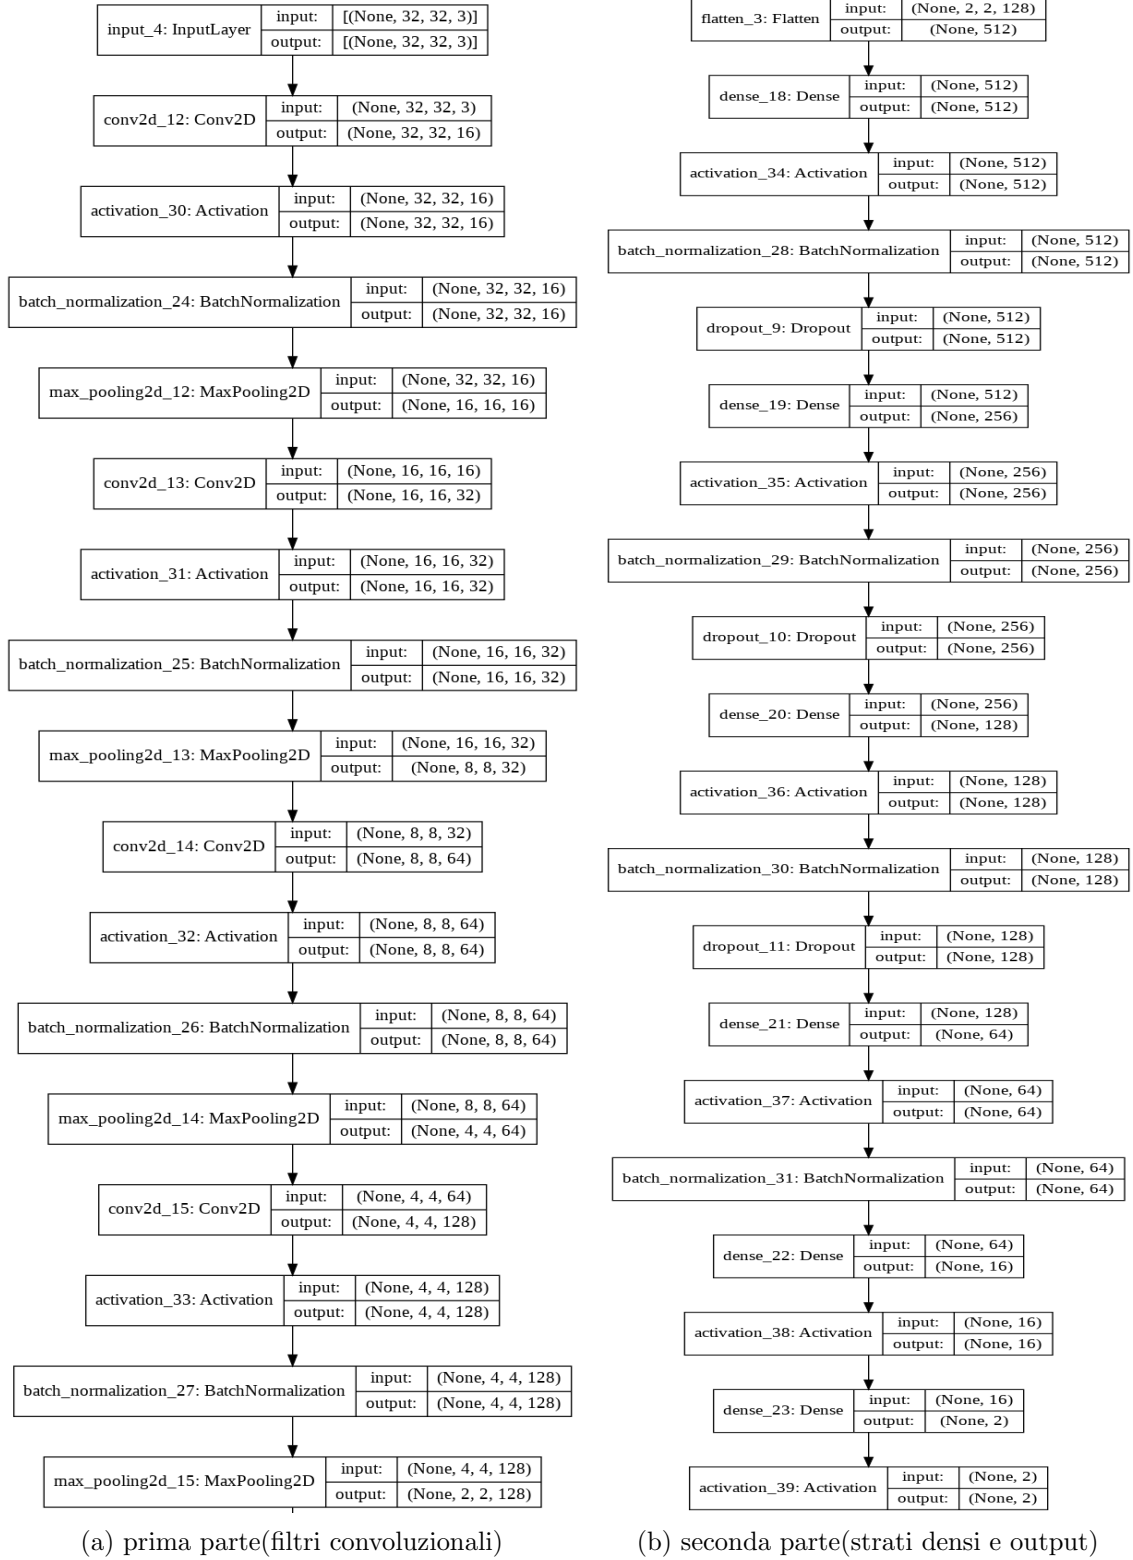 input_4: InputLayer
input: [(None, 32, 32, 3)]
output: [(None, 32, 32, 3)]
conv2d_12: Conv2D
input: (None, 32, 32, 3)
output: (None, 32, 32, 16)
activation_30: Activation
input: (None, 32, 32, 16)
output: (None, 32, 32, 16)
batch_normalization_24: BatchNormalization
input: (None, 32, 32, 16)
output: (None, 32, 32, 16)
max_pooling2d_12: MaxPooling2D
input: (None, 32, 32, 16)
output: (None, 16, 16, 16)
conv2d_13: Conv2D
input: (None, 16, 16, 16)
output: (None, 16, 16, 32)
activation_31: Activation
input: (None, 16, 16, 32)
output: (None, 16, 16, 32)
batch_normalization_25: BatchNormalization
input: (None, 16, 16, 32)
output: (None, 16, 16, 32)
max_pooling2d_13: MaxPooling2D
input: (None, 16, 16, 32)
output: (None, 8, 8, 32)
conv2d_14: Conv2D
input: (None, 8, 8, 32)
output: (None, 8, 8, 64)
activation_32: Activation
input: (None, 8, 8, 64)
output: (None, 8, 8, 64)
batch_normalization_26: BatchNormalization
input: (None, 8, 8, 64)
output: (None, 8, 8, 64)
max_pooling2d_14: MaxPooling2D
input: (None, 8, 8, 64)
output: (None, 4, 4, 64)
conv2d_15: Conv2D
input: (None, 4, 4, 64)
output: (None, 4, 4, 128)
activation_33: Activation
input: (None, 4, 4, 128)
output: (None, 4, 4, 128)
batch_normalization_27: BatchNormalization
input: (None, 4, 4, 128)
output: (None, 4, 4, 128)
max_pooling2d_15: MaxPooling2D
input: (None, 4, 4, 128)
output: (None, 2, 2, 128)
(a) prima parte(filtri convoluzionali)
flatten_3: Flatten
input: (None, 2, 2, 128)
output: (None, 512)
dense_18: Dense
input: (None, 512)
output: (None, 512)
activation_34: Activation
input: (None, 512)
output: (None, 512)
batch_normalization_28: BatchNormalization
input: (None, 512)
output: (None, 512)
dropout_9: Dropout
input: (None, 512)
output: (None, 512)
dense_19: Dense
input: (None, 512)
output: (None, 256)
activation_35: Activation
input: (None, 256)
output: (None, 256)
batch_normalization_29: BatchNormalization
input: (None, 256)
output: (None, 256)
dropout_10: Dropout
input: (None, 256)
output: (None, 256)
dense_20: Dense
input: (None, 256)
output: (None, 128)
activation_36: Activation
input: (None, 128)
output: (None, 128)
batch_normalization_30: BatchNormalization
input: (None, 128)
output: (None, 128)
dropout_11: Dropout
input: (None, 128)
output: (None, 128)
dense_21: Dense
input: (None, 128)
output: (None, 64)
activation_37: Activation
input: (None, 64)
output: (None, 64)
batch_normalization_31: BatchNormalization
input: (None, 64)
output: (None, 64)
dense_22: Dense
input: (None, 64)
output: (None, 16)
activation_38: Activation
input: (None, 16)
output: (None, 16)
dense_23: Dense
input: (None, 16)
output: (None, 2)
activation_39: Activation
input: (None, 2)
output: (None, 2)
(b) seconda parte(strati densi e output)